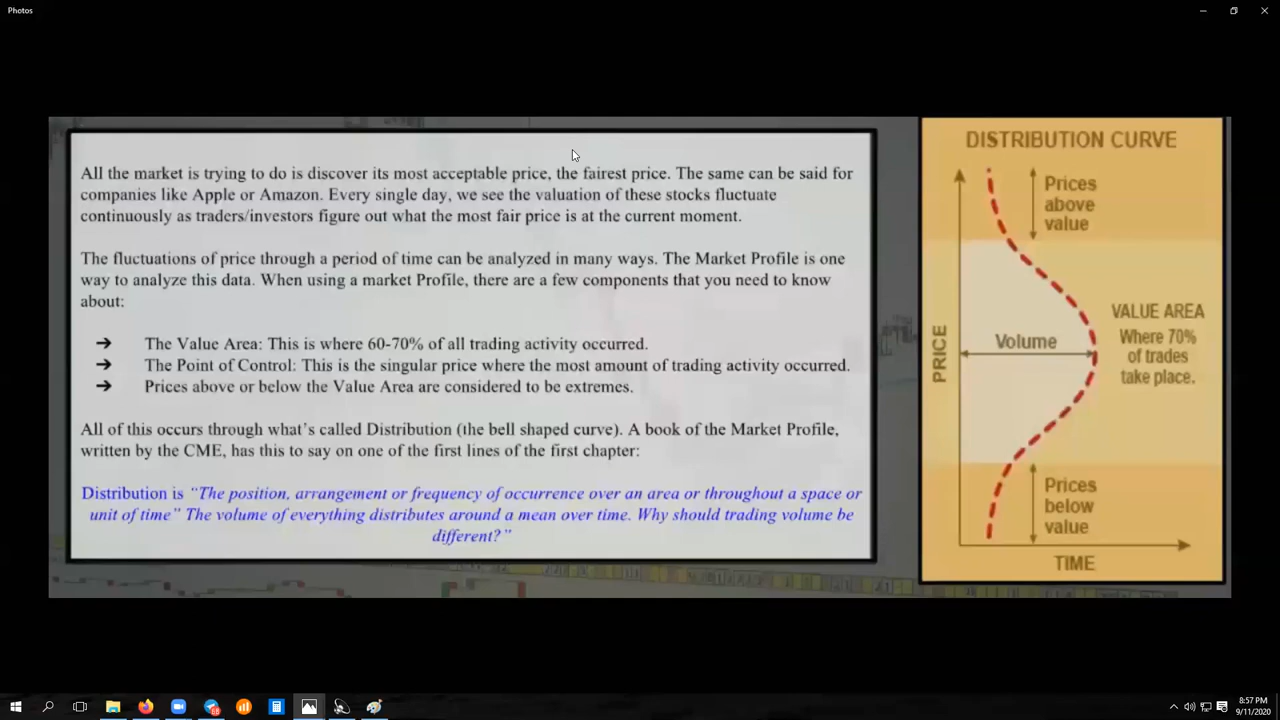 Photos
All the market is trying to do is discover its most acceptable price, the fairest price. The same can be said for
companies like Apple or Amazon. Every single day, we see the valuation of these stocks fluctuate
continuously as traders/investors figure out what the most fair price is at the current moment.
The fluctuations of price through a period of time can be analyzed in many ways. The Market Profile is one
way to analyze this data. When using a market Profile, there are a few components that you need to know
about:
➔ The Value Area: This is where 60-70% of all trading activity occurred.
➔ The Point of Control: This is the singular price where the most amount of trading activity occurred.
➔ Prices above or below the Value Area are considered to be extremes.
All of this occurs through what's called Distribution (the bell shaped curve). A book of the Market Profile,
written by the CME, has this to say on one of the first lines of the first chapter:
Distribution is “The position, arrangement or frequency of occurrence over an area or throughout a space or
unit of time” The volume of everything distributes around a mean over time. Why should trading volume be
different?”
DISTRIBUTION CURVE
Prices
above
value
PRICE
Volume
VALUE AREA
Where 70%
of trades
take place.
Prices
below
value
TIME
8:57 PM
9/11/2020